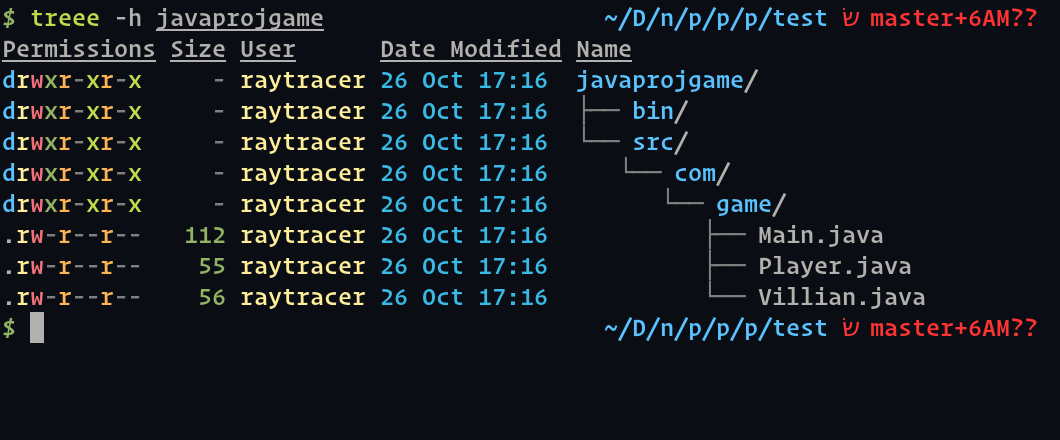 $ treee -h javaprojgame ~/D/n/p/p/p/test שׂ master+6AM??
Permissions Size User Date Modified Name
drwxr-xr-x - raytracer 26 Oct 17:16 javaprojgame/
drwxr-xr-x - raytracer 26 Oct 17:16 ├── bin/
drwxr-xr-x - raytracer 26 Oct 17:16 └── src/
drwxr-xr-x - raytracer 26 Oct 17:16 └── com/
drwxr-xr-x - raytracer 26 Oct 17:16 └── game/
.rw-r--r-- 112 raytracer 26 Oct 17:16 ├── Main.java
.rw-r--r-- 55 raytracer 26 Oct 17:16 ├── Player.java
.rw-r--r-- 56 raytracer 26 Oct 17:16 └── Villian.java
$ ~/D/n/p/p/p/test שׂ master+6AM??